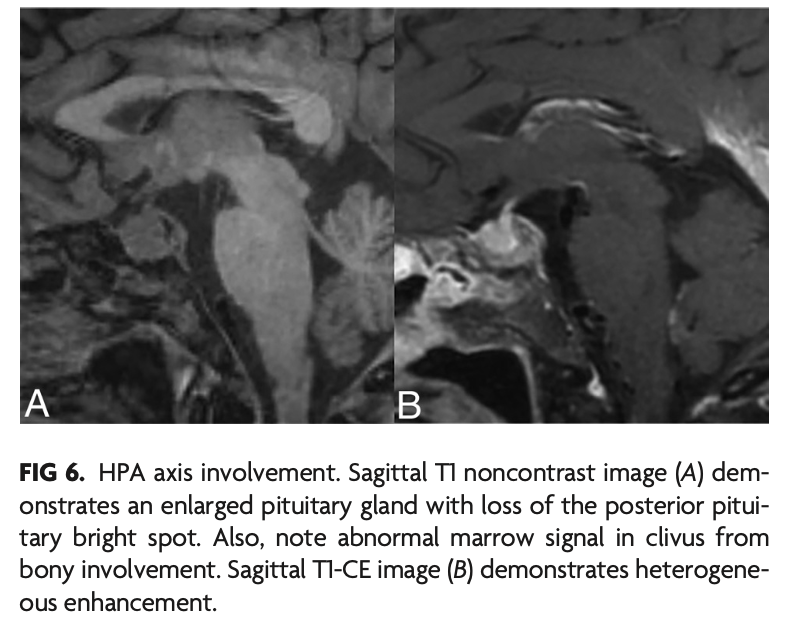 A
B
FIG 6. HPA axis involvement. Sagittal T1 noncontrast image (A) dem-
onstrates an enlarged pituitary gland with loss of the posterior pitui-
tary bright spot. Also, note abnormal marrow signal in clivus from
bony involvement. Sagittal T1-CE image (B) demonstrates heterogene-
ous enhancement.